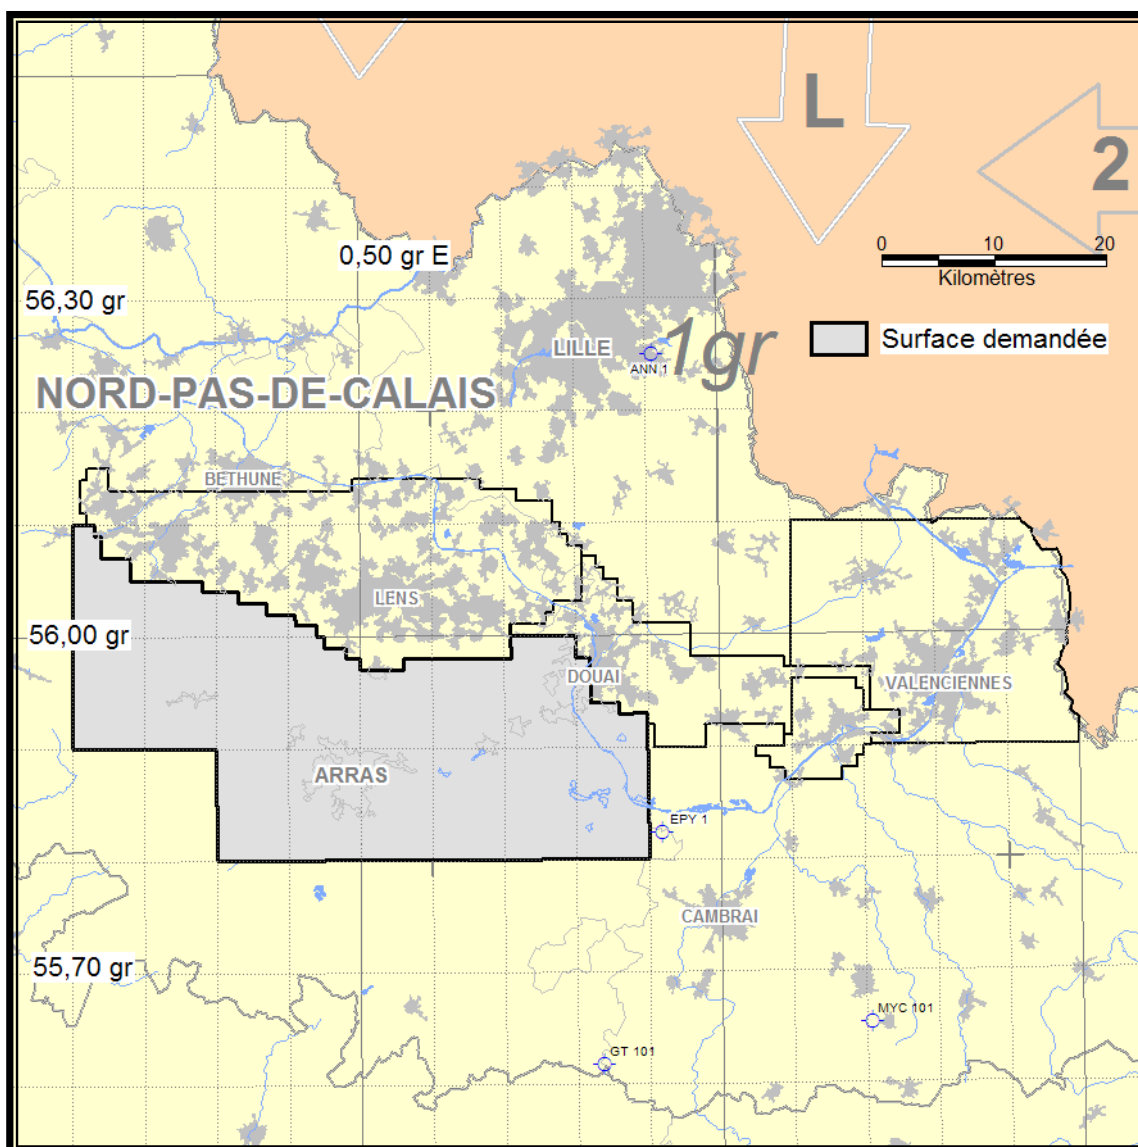 L
2
0 10 20
Kilomètres
0,50 gr E
56,30 gr
Surface demandée
LILLE
1gr
ANN 1
NORD-PAS-DE-CALAIS
BETHUNE
LENS
56,00 gr
DOUAI
VALENCIENNES
ARRAS
EPY 1
CAMBRAI
55,70 gr
MYC 101
GT 101